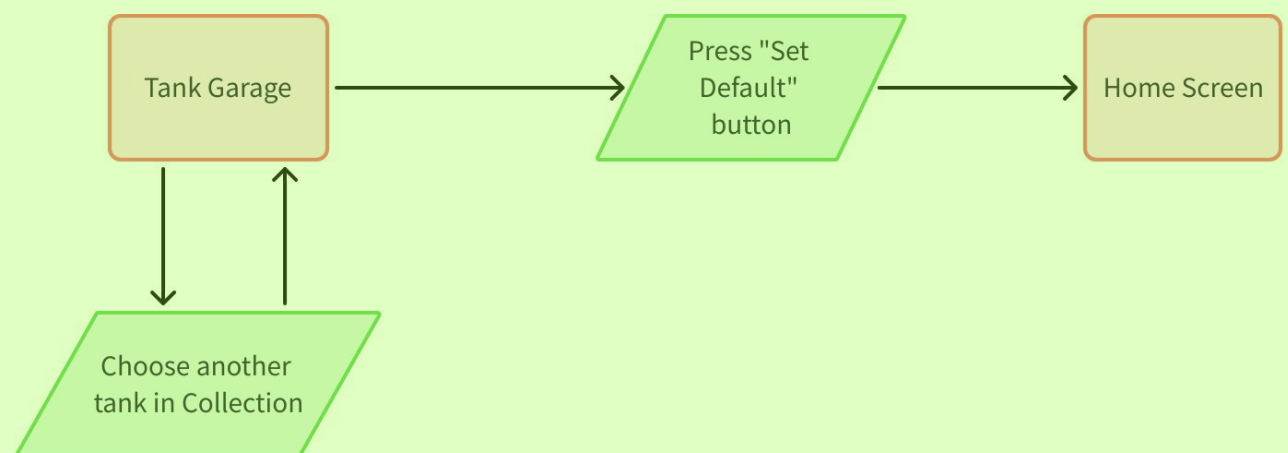 Tank Garage
Press "Set
Default"
button
Home Screen
Choose another
tank in Collection